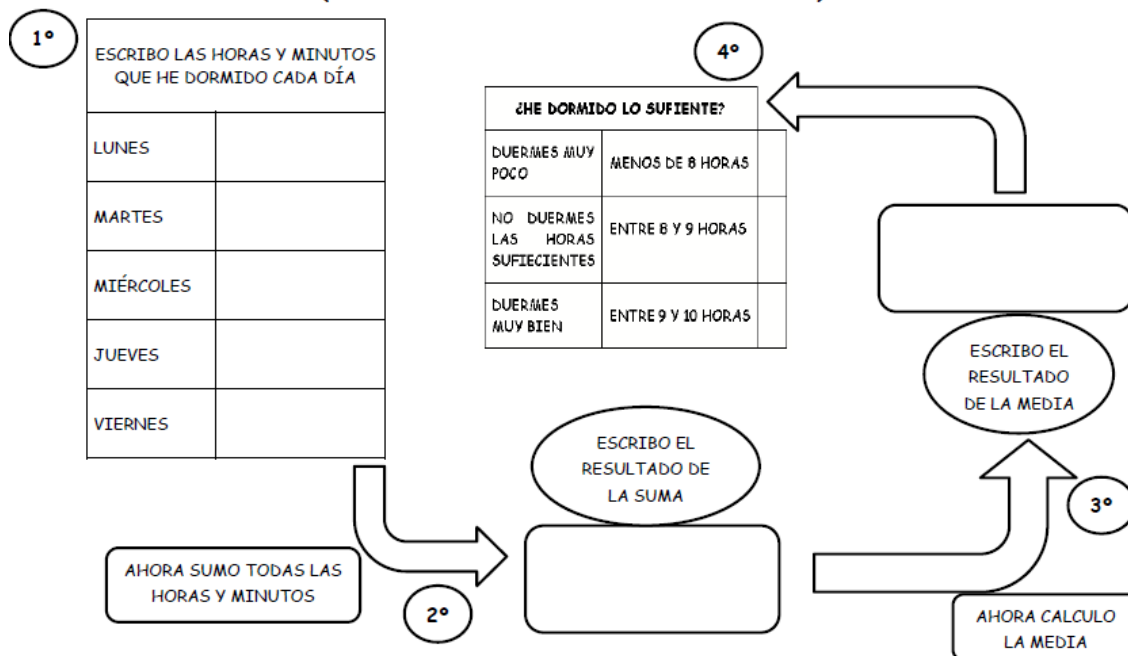 1º
ESCRIBO LAS HORAS Y MINUTOS
QUE HE DORMIDO CADA DÍA
LUNES
MARTES
MIÉRCOLES
JUEVES
VIERNES
AHORA SUMO TODAS LAS
HORAS Y MINUTOS
2º
ESCRIBO EL
RESULTADO DE
LA SUMA
3º
AHORA CALCULO
LA MEDIA
ESCRIBO EL
RESULTADO
DE LA MEDIA
4º
¿HE DORMIDO LO SUFIENTE?
DUERMES MUY
POCO
MENOS DE 8 HORAS
NO DUERMES
LAS HORAS
SUFIECIENTES
ENTRE 8 Y 9 HORAS
DUERMES
MUY BIEN
ENTRE 9 Y 10 HORAS